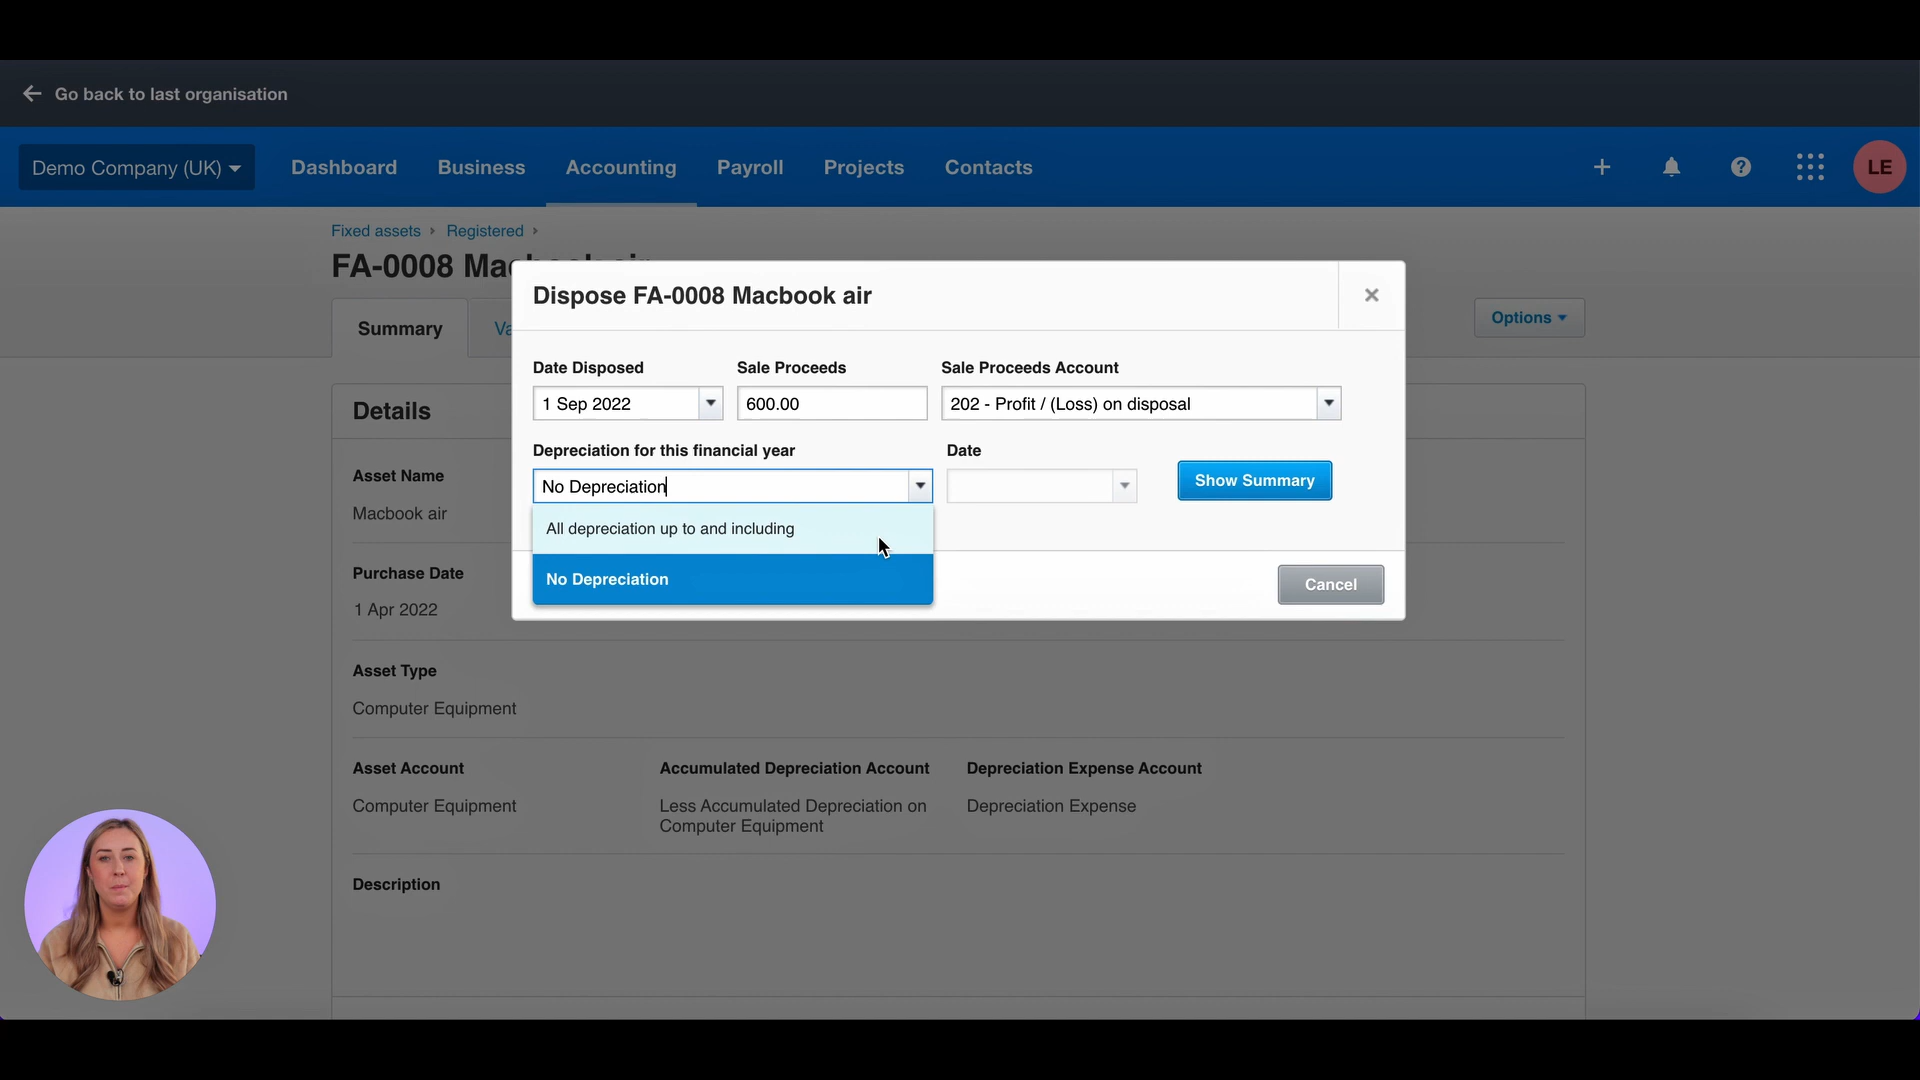 Go back to last organisation
Demo Company (UK)
Dashboard
Business
Accounting
Payroll
Projects
Contacts
LE
Fixed assets
Registered
FA-0008 Macbook air
Summary
Va
Options
Dispose FA-0008 Macbook air
Date Disposed
Sale Proceeds
Sale Proceeds Account
1 Sep 2022
600.00
202 - Profit / (Loss) on disposal
Depreciation for this financial year
Date
No Depreciation
Show Summary
All depreciation up to and including
No Depreciation
Cancel
Details
Asset Name
Macbook air
Purchase Date
1 Apr 2022
Asset Type
Computer Equipment
Asset Account
Accumulated Depreciation Account
Depreciation Expense Account
Computer Equipment
Less Accumulated Depreciation on
Computer Equipment
Depreciation Expense
Description